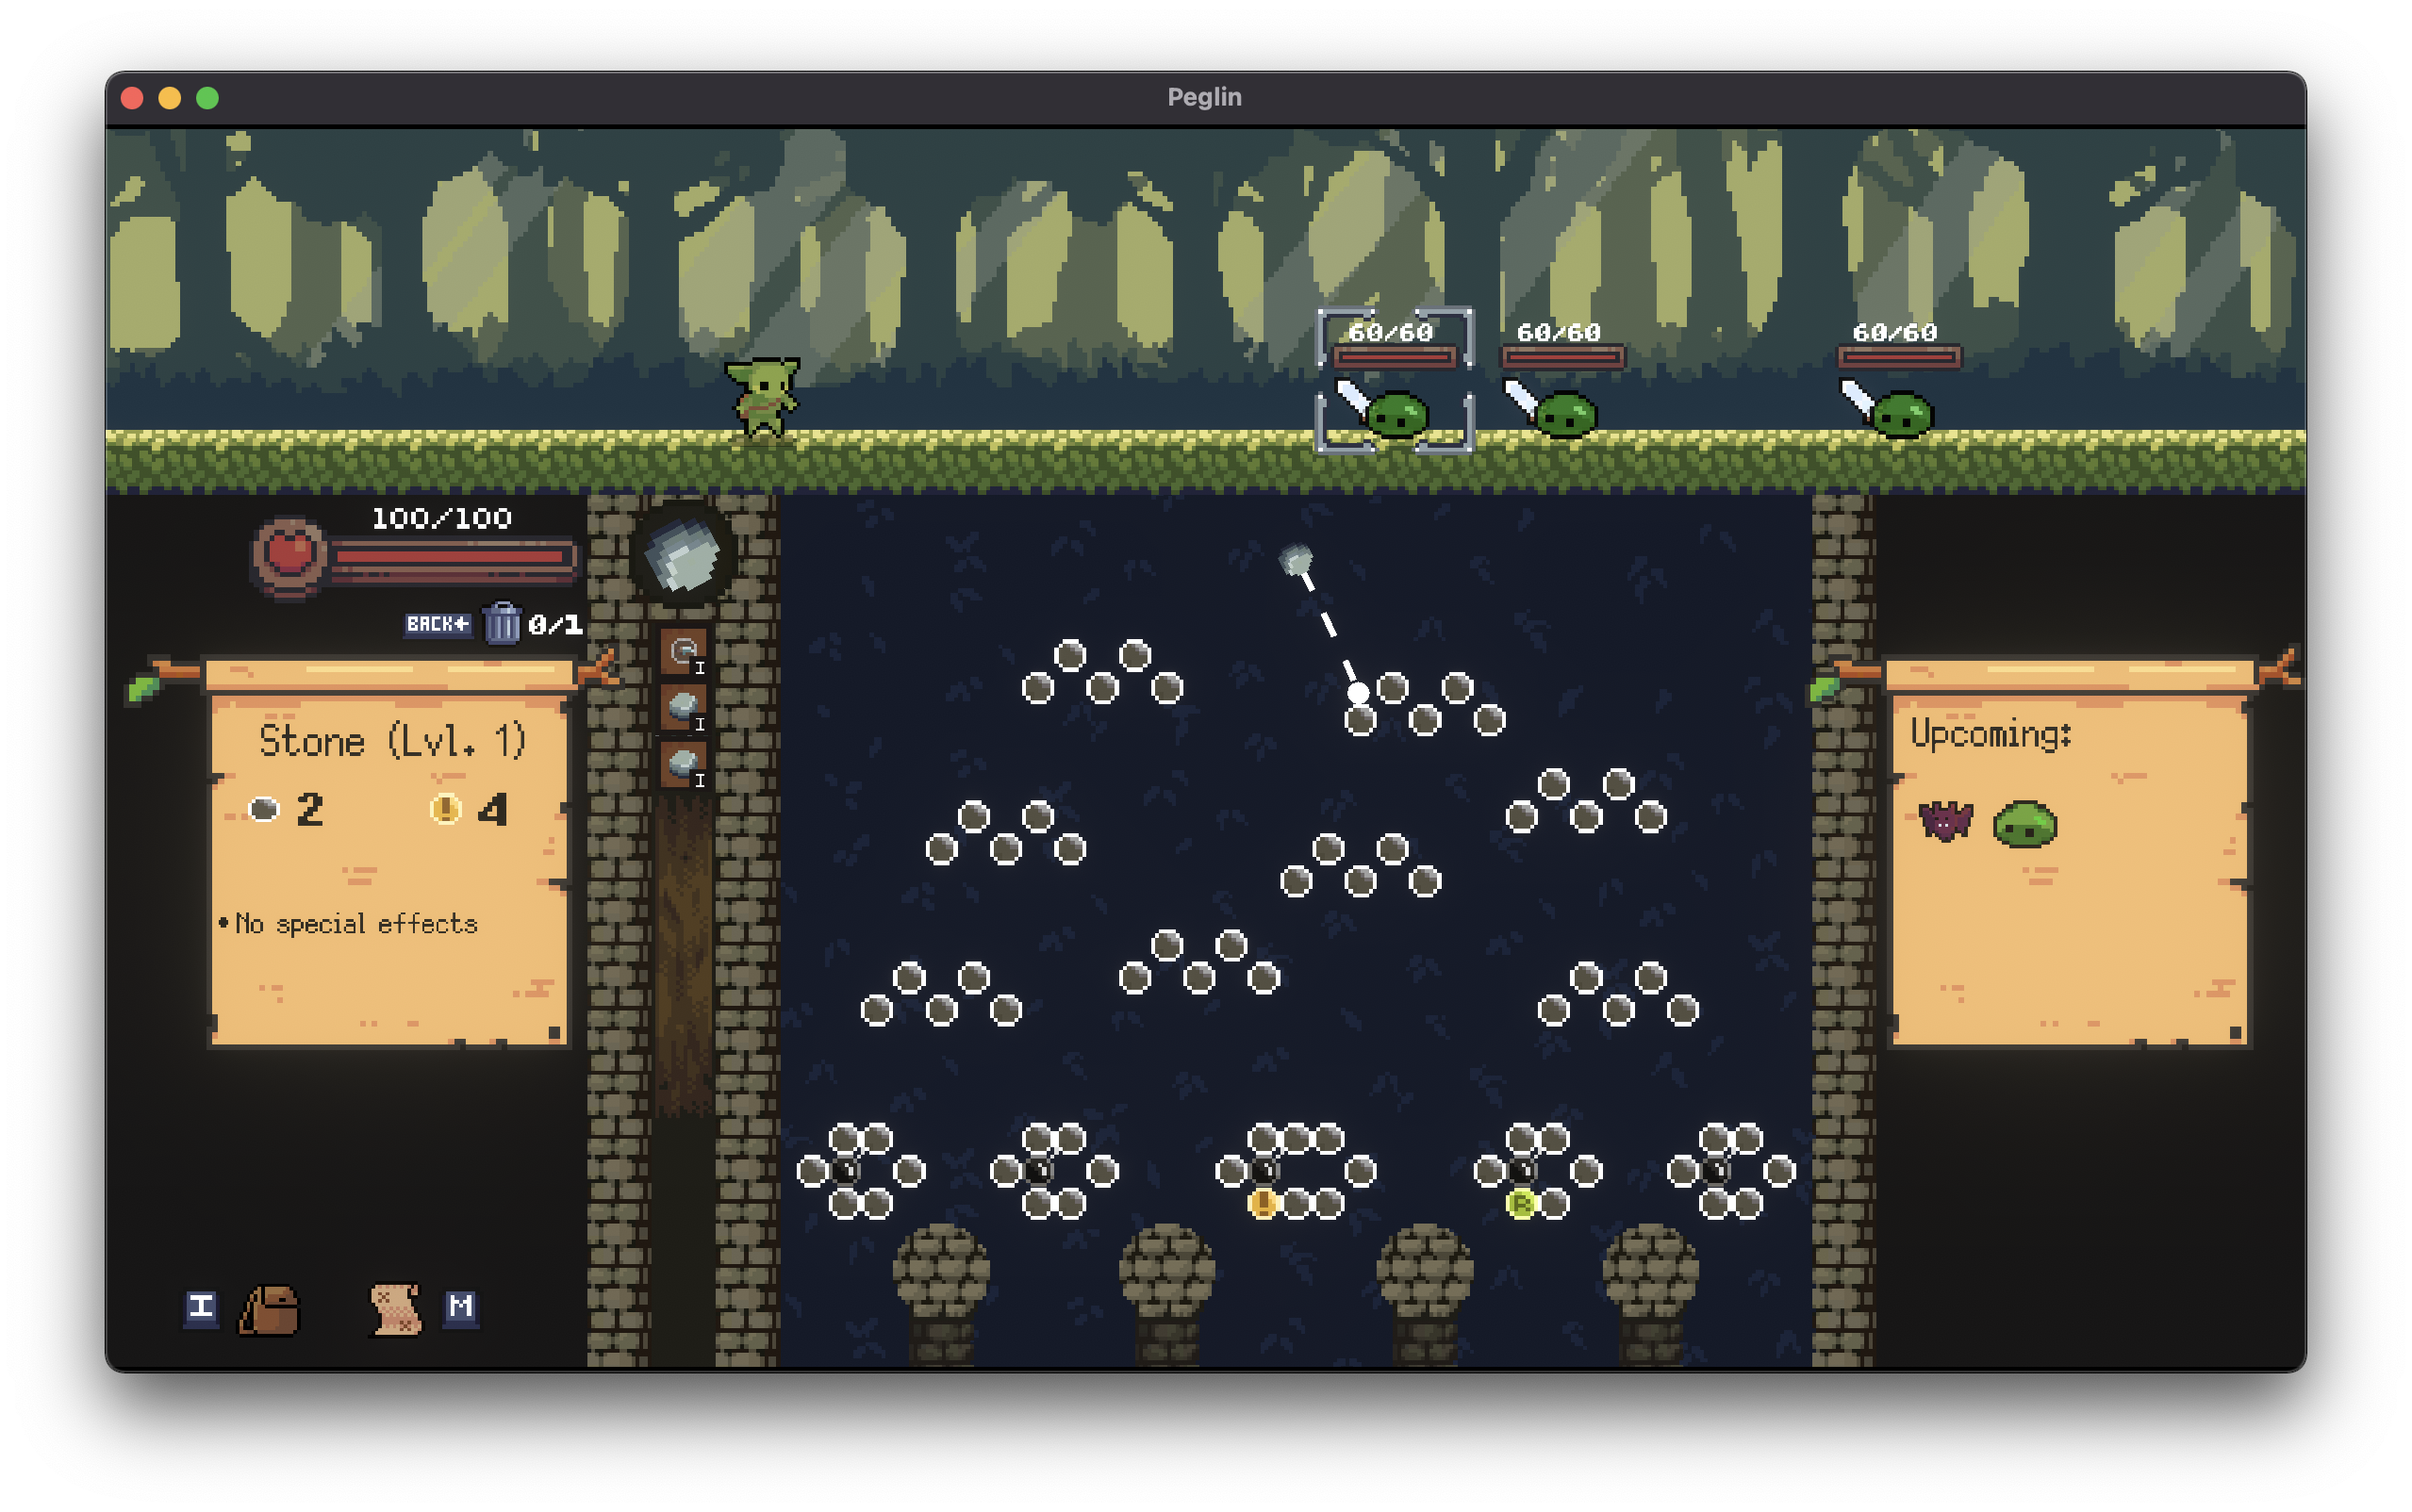 Peglin
60/60
60/60
60/60
100/100
BACK←
0/1
I
I
I
Stone (Lvl. 1)
2
! 4
•No special effects
Upcoming:
!
R
I
M